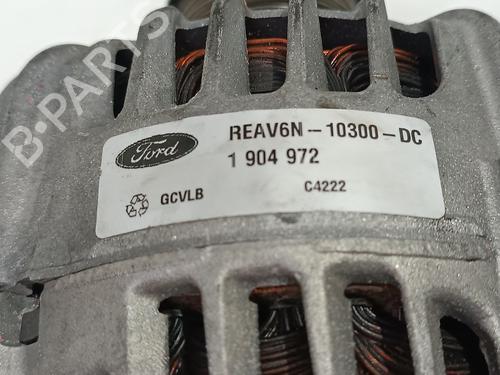 B-PARTS
Ford
REAV6N-10300-DC
1 904 972
GCVLB
C4222